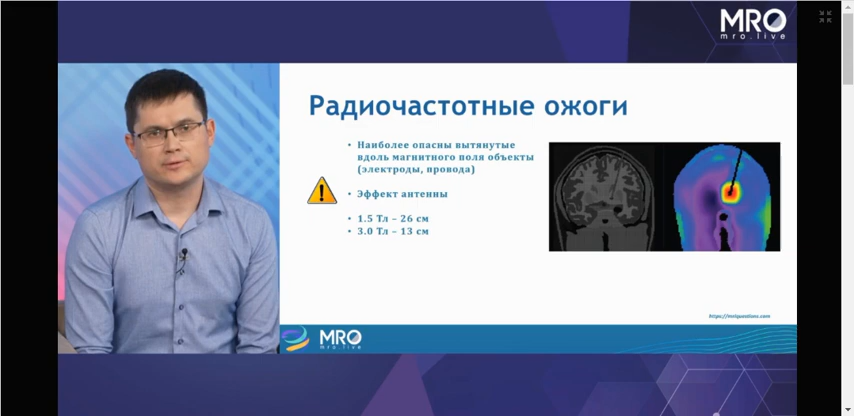 MRO
mro.live
Радиочастотные ожоги
• Наиболее опасны вытянутые
вдоль магнитного поля объекты
(электроды, провода)
• Эффект антенны
• 1.5 Тл – 26 см
• 3.0 Тл – 13 см
https://mriquestions.com
MRO
mro.live